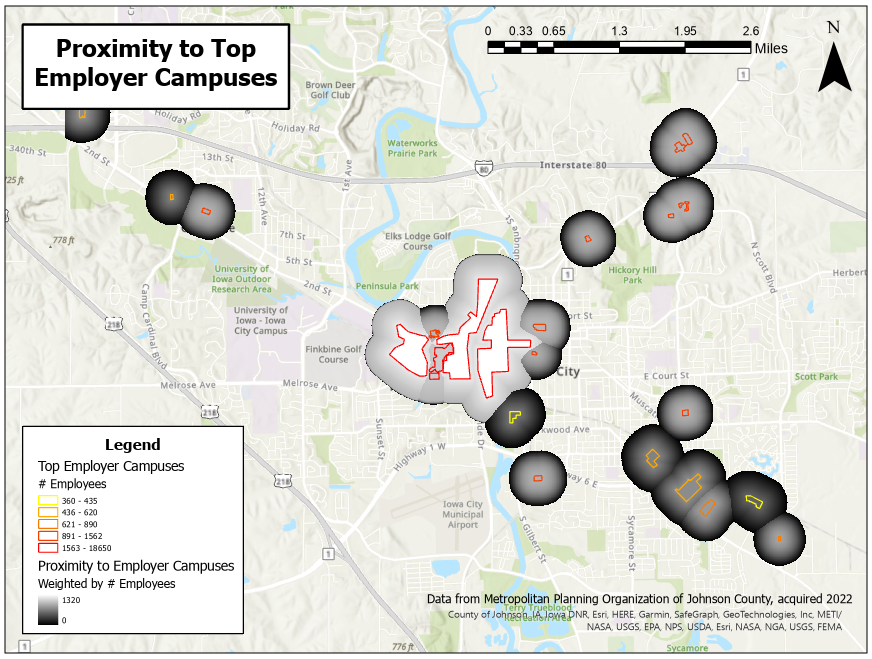 Proximity to Top
Employer Campuses
0 0.33 0.65 1.3 1.95 2.6
Miles
N
1
Brown Deer
Golf Club
Holiday Rd
Holiday Rd
340th St
2nd St
13th St
Waterworks
Prairie Park
1st Ave
80
Interstate 80
725 ft
12th Ave
7th St
778 ft
5th St
Elks Lodge Golf
Course
N Scott Blvd
University of
Iowa Outdoor
Research Area
2nd St
Peninsula Park
1
Hickory Hill
Park
Herbert
Camp Cardinal Blvd
218
University of
Iowa - Iowa
City Campus
Finkbine Golf
Course
City
Melrose Ave
Melrose Ave
E Court St
Scott Park
218
Sunset St
Highway 1 W
218
Iowa City
Municipal
Airport
S Gilbert St
Sycamore St
1
Legend
Top Employer Campuses
# Employees
360 - 435
436 - 620
621 - 890
891 - 1562
1563 - 18650
Proximity to Employer Campuses
Weighted by # Employees
1320
0
Data from Metropolitan Planning Organization of Johnson County, acquired 2022
County of Johnson, IA, Iowa DNR, Esri, HERE, Garmin, SafeGraph, GeoTechnologies, Inc, METI/
NASA, USGS, EPA, NPS, USDA, Esri, NASA, NGA, USGS, FEMA
Terry Trueblood
Recreation Area
776 ft
Sycamore
1